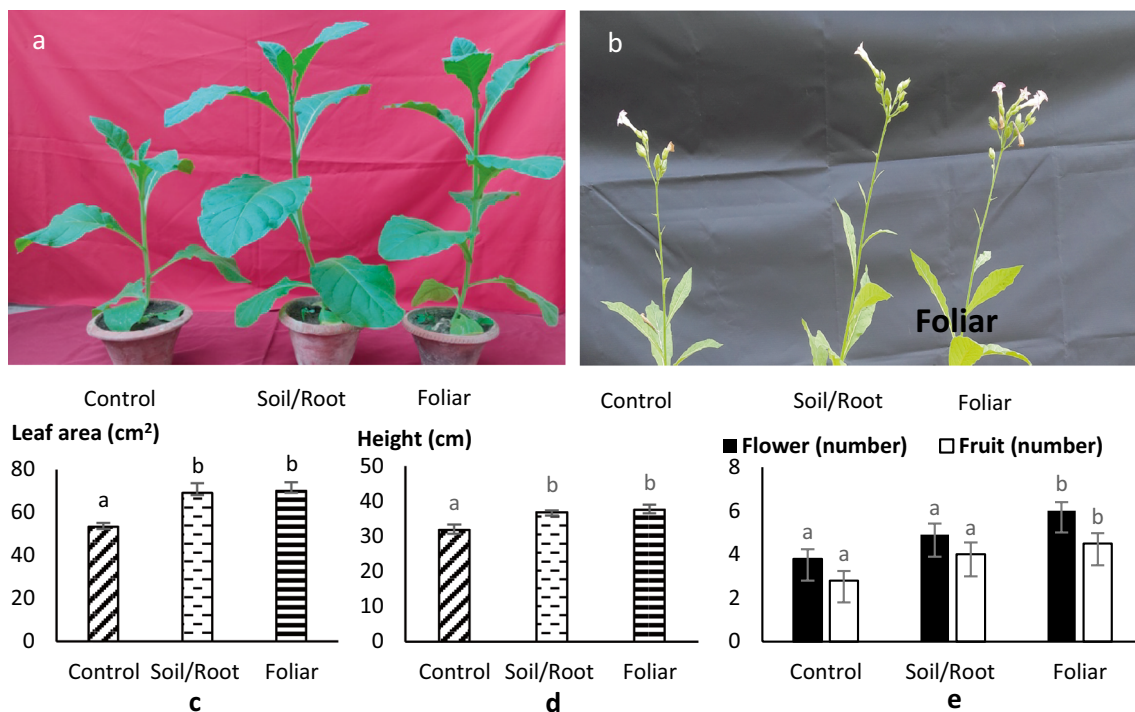 a
b
Foliar
Control Soil/Root Foliar Control Soil/Root Foliar
Leaf area (cm²)
80
60
40
20
0
a
b
b
Control Soil/Root Foliar
c
Height (cm)
50
40
30
20
10
0
a
b
b
Control Soil/Root Foliar
d
Flower (number) Fruit (number)
8
6
4
2
0
a
a
a
a
b
b
Control Soil/Root Foliar
e